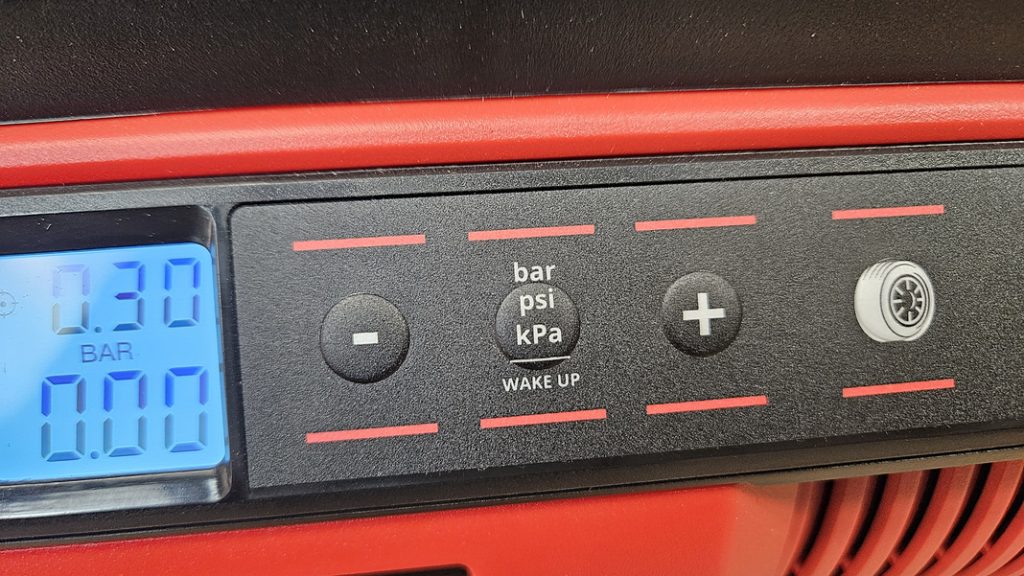 0.30
BAR
0.00
-
bar
psi
kPa
WAKE UP
+